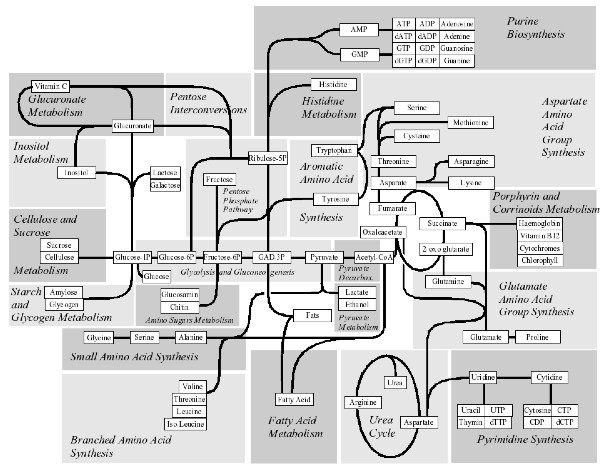 Purine
Biosynthesis
AMP
ATP ADP Adenosine
dATP dADP Adenine
GMP
GTP GDP Guanosine
dGTP dGDP Guanine
Vitamin C
Glucuronate
Metabolism
Pentose
Interconversions
Histidine
Histidine
Metabolism
Aspartate
Amino
Acid
Group
Synthesis
Serine
Methionine
Cysteine
Glucuronate
Inositol
Metabolism
Inositol
Lactose
Galactose
Ribulose-5P
Fructose
Pentose
Phosphate
Pathway
Tryptophan
Aromatic
Amino Acid
Tyrosine
Synthesis
Threonine
Asparagine
Asparate
Lysine
Fumarate
Porphyrin and
Corrinoids Metabolism
Cellulose and
Sucrose
Sucrose
Cellulose
Metabolism
Oxaleacetate
Succinate
Haemoglobin
Vitamin B12
Cytochromes
Chlorophyll
2-oxo glutarate
Glucose-1P
Glucose-6P
Fructose-6P
GAD-3P
Pyruvate
Acetyl-CoA
Glucose
Glycolysis and Gluconeogenesis
Pyruvate
Decarbox.
Starch
and
Glycogen Metabolism
Amylose
Glycogen
Glucosamin
Chitin
Amino Sugars Metabolism
Lactate
Ethanol
Pyruvate
Metabolism
Glutamine
Glutamate
Amino Acid
Group Synthesis
Fats
Glutamate
Proline
Glycine
Serine
Alanine
Small Amino Acid Synthesis
Valine
Threonine
Leucine
Iso-Leucine
Branched Amino Acid
Synthesis
Fatty Acid
Fatty Acid
Metabolism
Urea
Arginine
Urea
Cycle
Aspartate
Uridine
Cytidine
Uracil UTP
Thymin dTTP
Cytosine CTP
CDP dCTP
Pyrimidine Synthesis